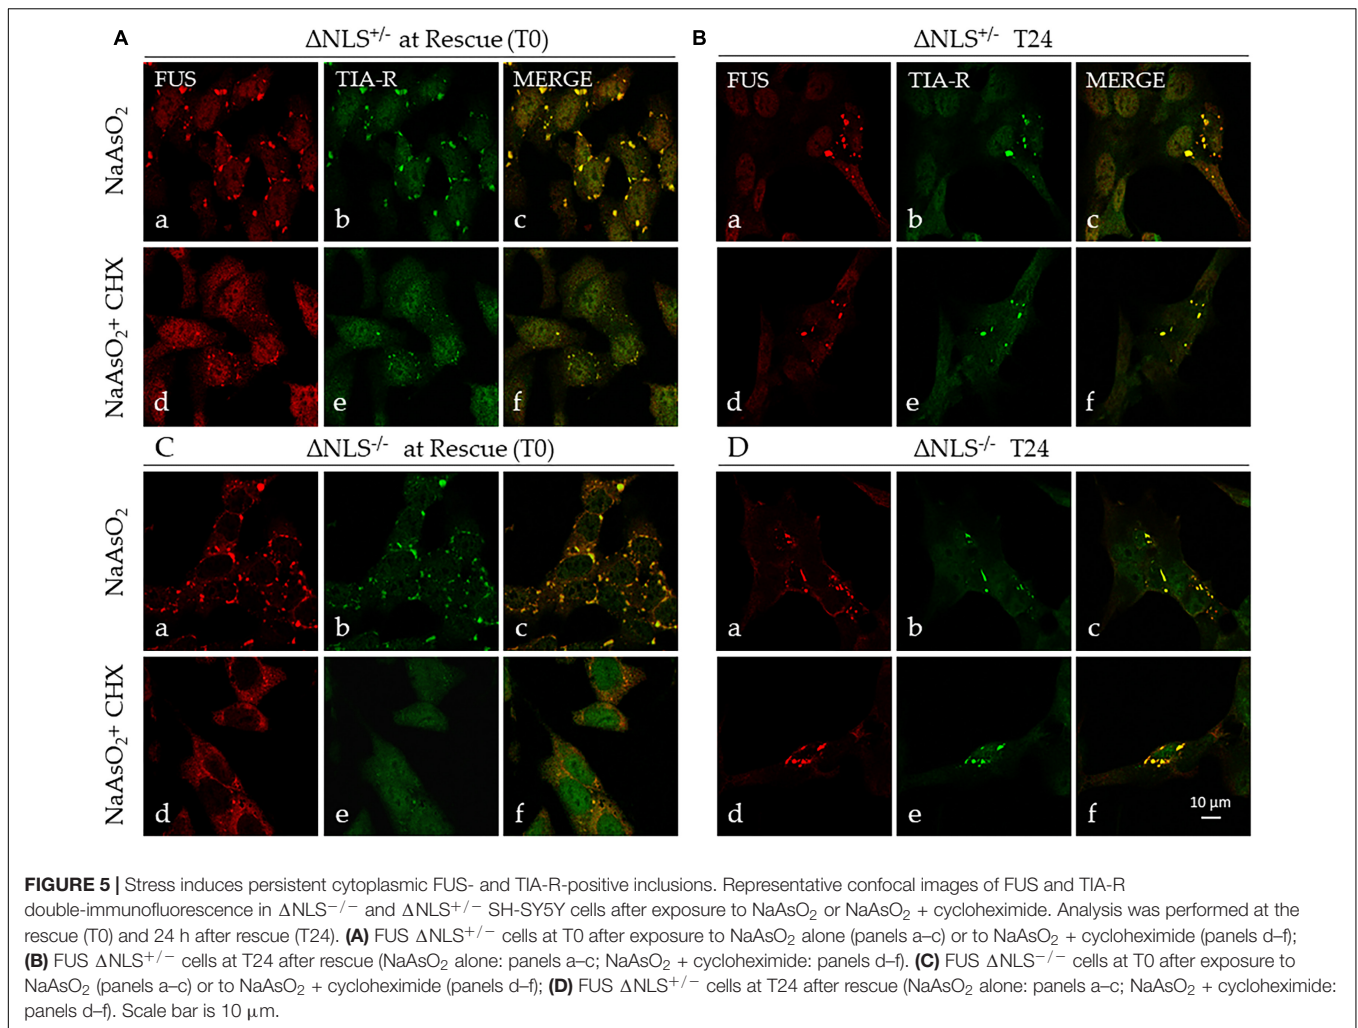 A ΔNLS+/- at Rescue (T0)
B ΔNLS+/- T24
FUS TIA-R MERGE
FUS TIA-R MERGE
NaAsO2
a b c
a b c
NaAsO2+ CHX
d e f
d e f
C ΔNLS-/- at Rescue (T0)
D ΔNLS-/- T24
NaAsO2
a b c
a b c
NaAsO2+ CHX
d e f
d e f
10 µm
FIGURE 5 | Stress induces persistent cytoplasmic FUS- and TIA-R-positive inclusions. Representative confocal images of FUS and TIA-R
double-immunofluorescence in ΔNLS−/− and ΔNLS+/− SH-SY5Y cells after exposure to NaAsO2 or NaAsO2 + cycloheximide. Analysis was performed at the
rescue (T0) and 24 h after rescue (T24). (A) FUS ΔNLS+/− cells at T0 after exposure to NaAsO2 alone (panels a–c) or to NaAsO2 + cycloheximide (panels d–f);
(B) FUS ΔNLS+/− cells at T24 after rescue (NaAsO2 alone: panels a–c; NaAsO2 + cycloheximide: panels d–f). (C) FUS ΔNLS−/− cells at T0 after exposure to
NaAsO2 (panels a–c) or to NaAsO2 + cycloheximide (panels d–f); (D) FUS ΔNLS+/− cells at T24 after rescue (NaAsO2 alone: panels a–c; NaAsO2 + cycloheximide:
panels d–f). Scale bar is 10 µm.